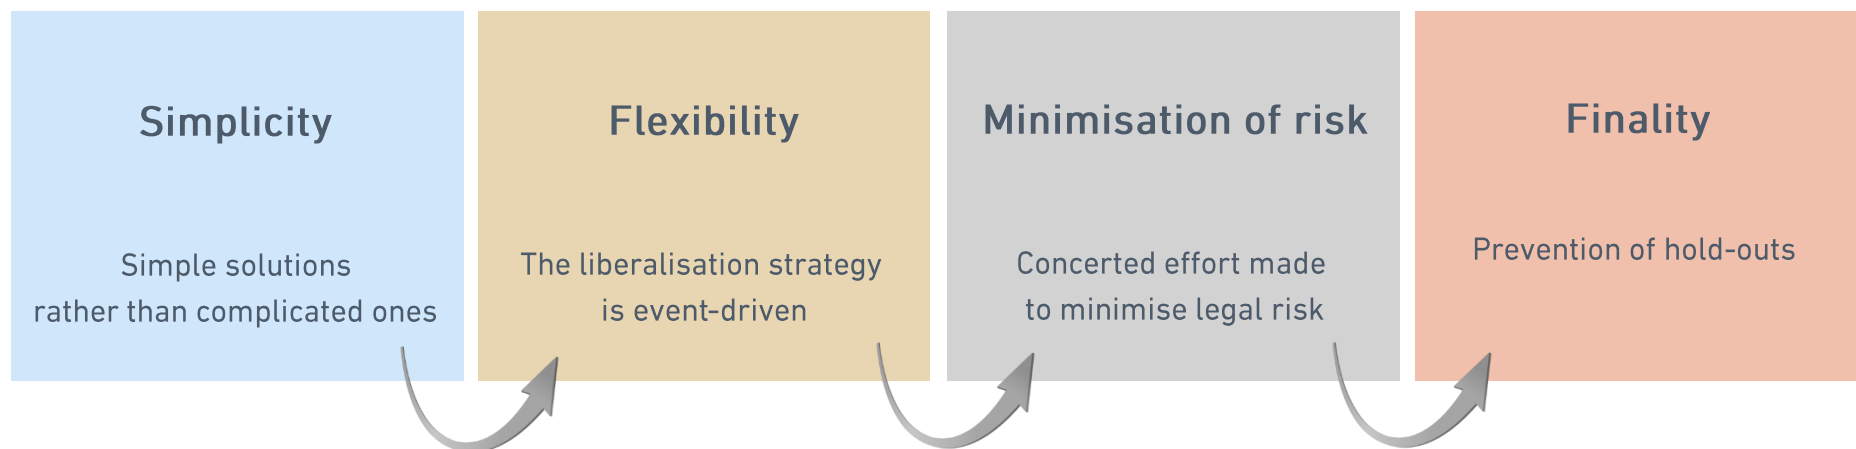 Simplicity
Simple solutions
rather than complicated ones
Flexibility
The liberalisation strategy
is event-driven
Minimisation of risk
Concerted effort made
to minimise legal risk
Finality
Prevention of hold-outs